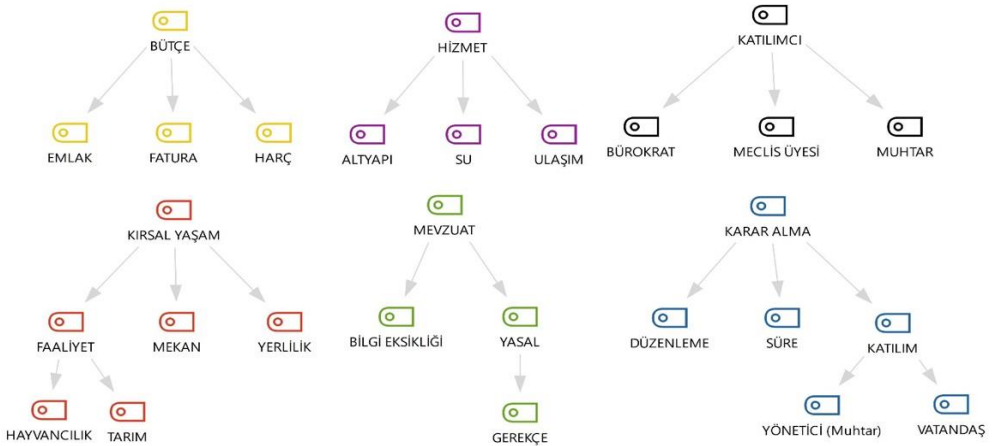 BÜTÇE
HİZMET
KATILIMCI
EMLAK
FATURA
HARÇ
ALTYAPI
SU
ULAŞIM
BÜROKRAT
MECLİS ÜYESİ
MUHTAR
KIRSAL YAŞAM
MEVZUAT
KARAR ALMA
FAALİYET
MEKAN
YERLİLİK
BİLGİ EKSİKLİĞİ
YASAL
DÜZENLEME
SÜRE
KATILIM
HAYVANCILIK
TARIM
GEREKÇE
YÖNETİCİ (Muhtar)
VATANDAŞ